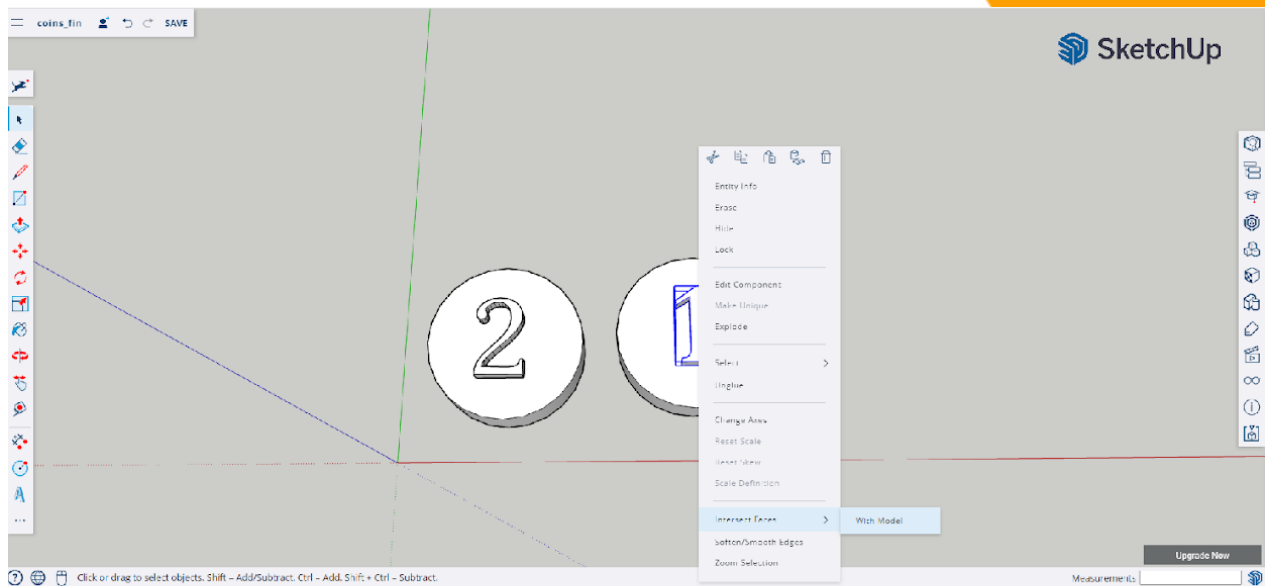 coins_fin SAVE
SketchUp
Entity Info
Erase
Hide
Lock
2
1
Edit Component
Make Unique
Explode
Select
Unglue
Change Axes
Reset Scale
Reset Skew
Scale Definition
Intersect Faces
With Model
Soften/Smooth Edges
Zoom Selection
Upgrade Now
Click or drag to select objects. Shift – Add/Subtract. Ctrl – Add. Shift + Ctrl – Subtract.
Measurements